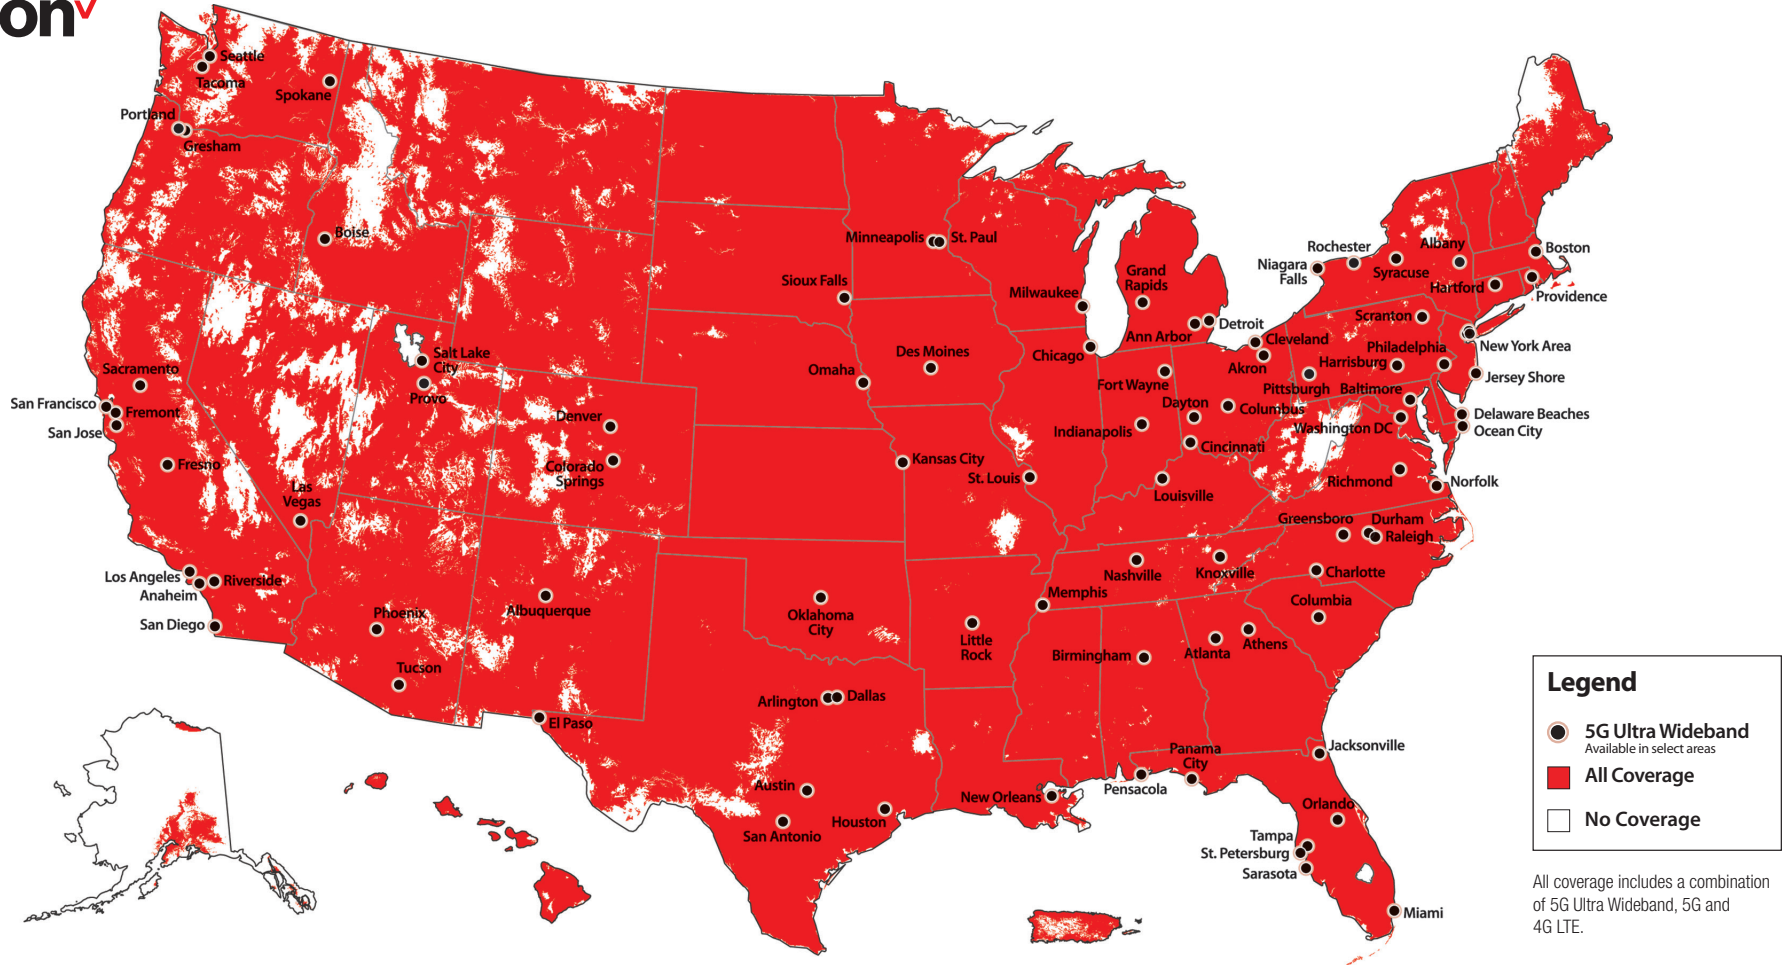 on
Seattle
Tacoma
Spokane
Portland
Gresham
Boise
Minneapolis
St. Paul
Sioux Falls
Milwaukee
Grand
Rapids
Ann Arbor
Detroit
Chicago
Rochester
Niagara
Falls
Syracuse
Albany
Boston
Hartford
Providence
Scranton
New York Area
Cleveland
Akron
Philadelphia
Harrisburg
Pittsburgh
Jersey Shore
Baltimore
Washington DC
Delaware Beaches
Ocean City
Salt Lake
City
Provo
Sacramento
San Francisco
Fremont
San Jose
Fresno
Las
Vegas
Denver
Colorado
Springs
Omaha
Des Moines
Fort Wayne
Dayton
Columbus
Indianapolis
Cincinnati
Kansas City
St. Louis
Louisville
Richmond
Norfolk
Greensboro
Durham
Raleigh
Los Angeles
Riverside
Anaheim
San Diego
Phoenix
Tucson
Albuquerque
El Paso
Oklahoma
City
Little
Rock
Memphis
Nashville
Knoxville
Charlotte
Columbia
Athens
Atlanta
Birmingham
Arlington
Dallas
Austin
San Antonio
Houston
New Orleans
Pensacola
Panama
City
Jacksonville
Orlando
Tampa
St. Petersburg
Sarasota
Miami
Legend
5G Ultra Wideband
Available in select areas
All Coverage
No Coverage
All coverage includes a combination
of 5G Ultra Wideband, 5G and
4G LTE.